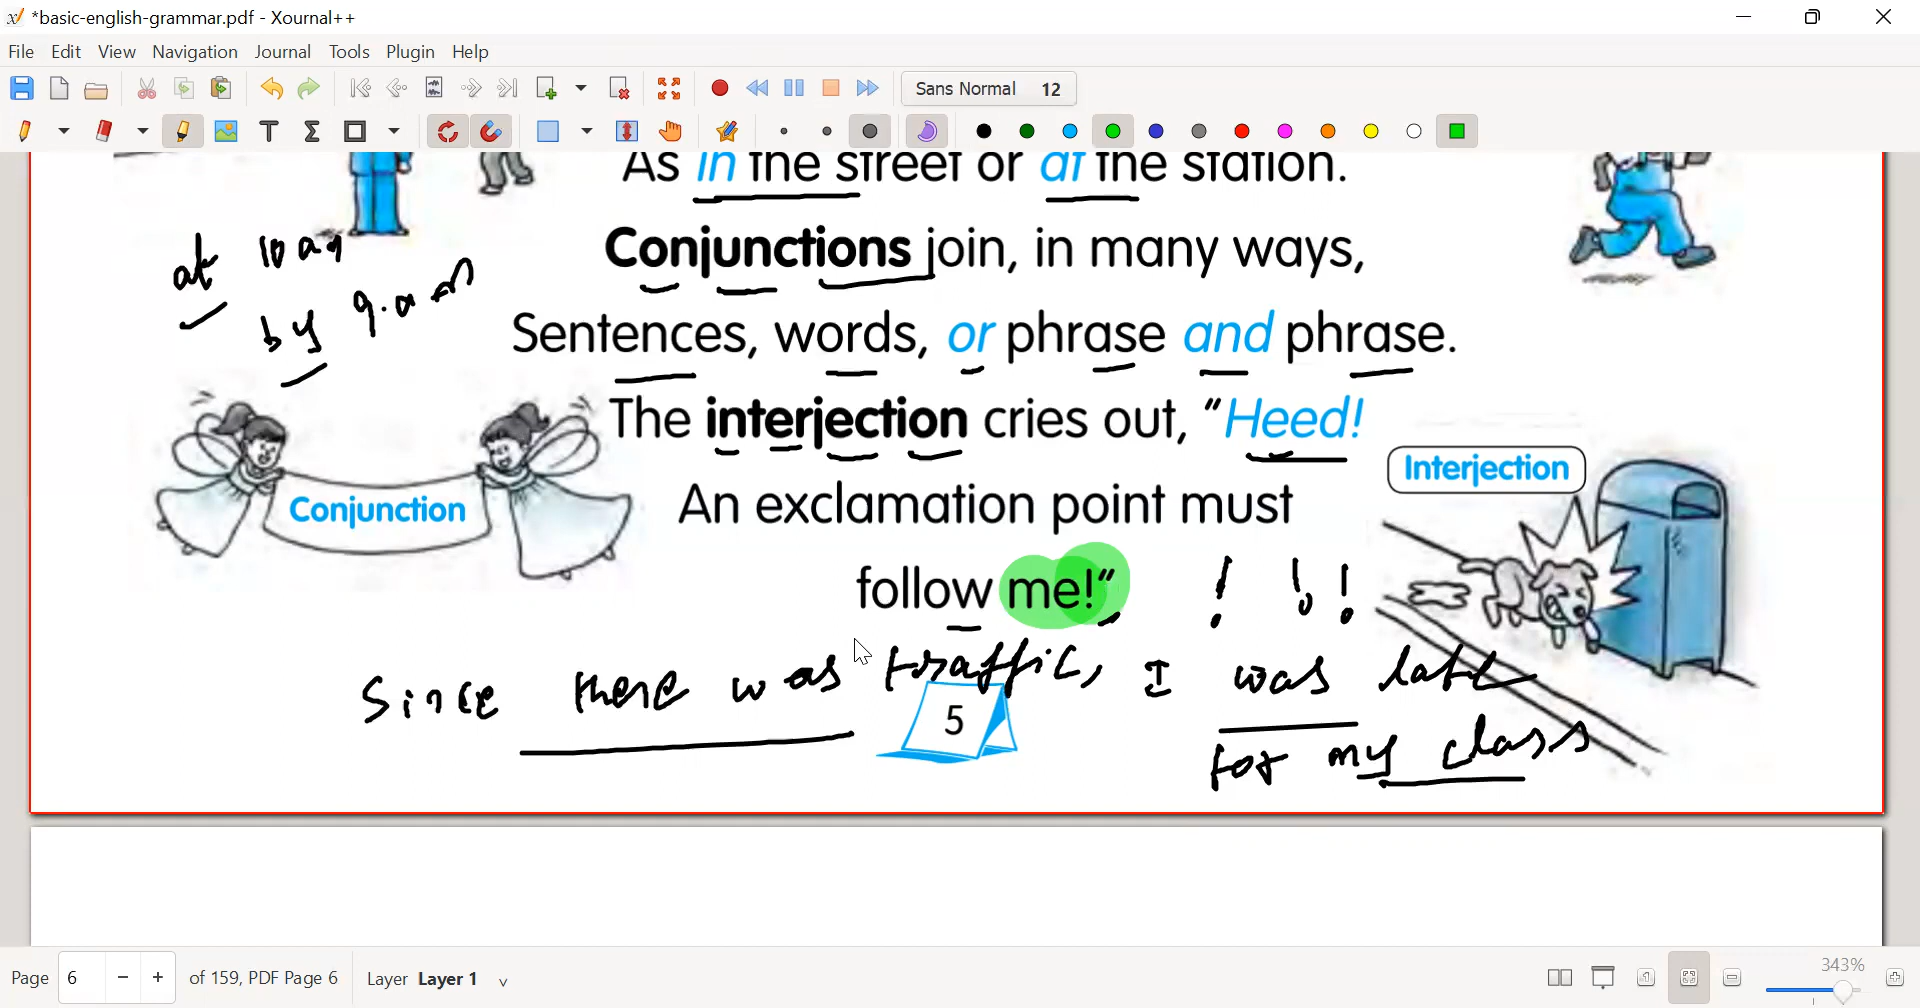 *basic-english-grammar.pdf - Xournal++
File Edit View Navigation Journal Tools Plugin Help
Sans Normal 12
As in the street or at the station.
Conjunctions join, in many ways,
at 10 am
by 9.a.m
Sentences, words, or phrase and phrase.
The interjection cries out, "Heed!
Interjection
Conjunction
An exclamation point must
follow me!" ! ! !
Since there was traffic, I was late
5
for my class
Page 6 - + of 159, PDF Page 6 Layer Layer 1 343%